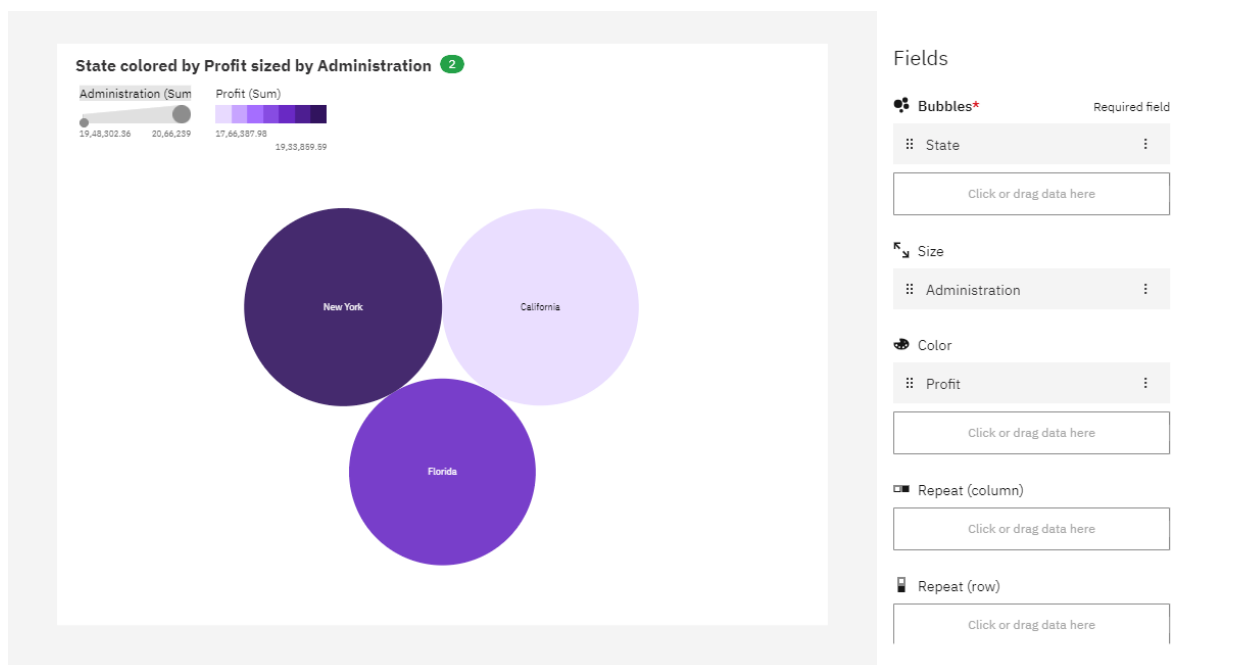 State colored by Profit sized by Administration 2
Administration (Sum
19,48,302.36 20,66,239
Profit (Sum)
17,66,387.98
19,33,859.59
New York
California
Florida
Fields
Bubbles* Required field
State
Click or drag data here
Size
Administration
Color
Profit
Click or drag data here
Repeat (column)
Click or drag data here
Repeat (row)
Click or drag data here